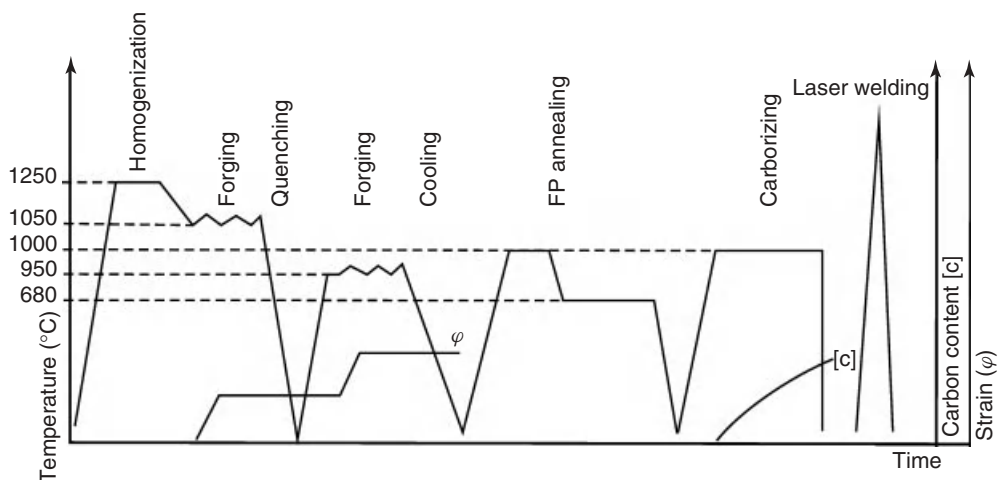 Homogenization
Forging
Quenching
Forging
Cooling
FP annealing
Carborizing
Laser welding
1250
1050
1000
950
680
Temperature (°C)
φ
[c]
Carbon content [c]
Strain (φ)
Time